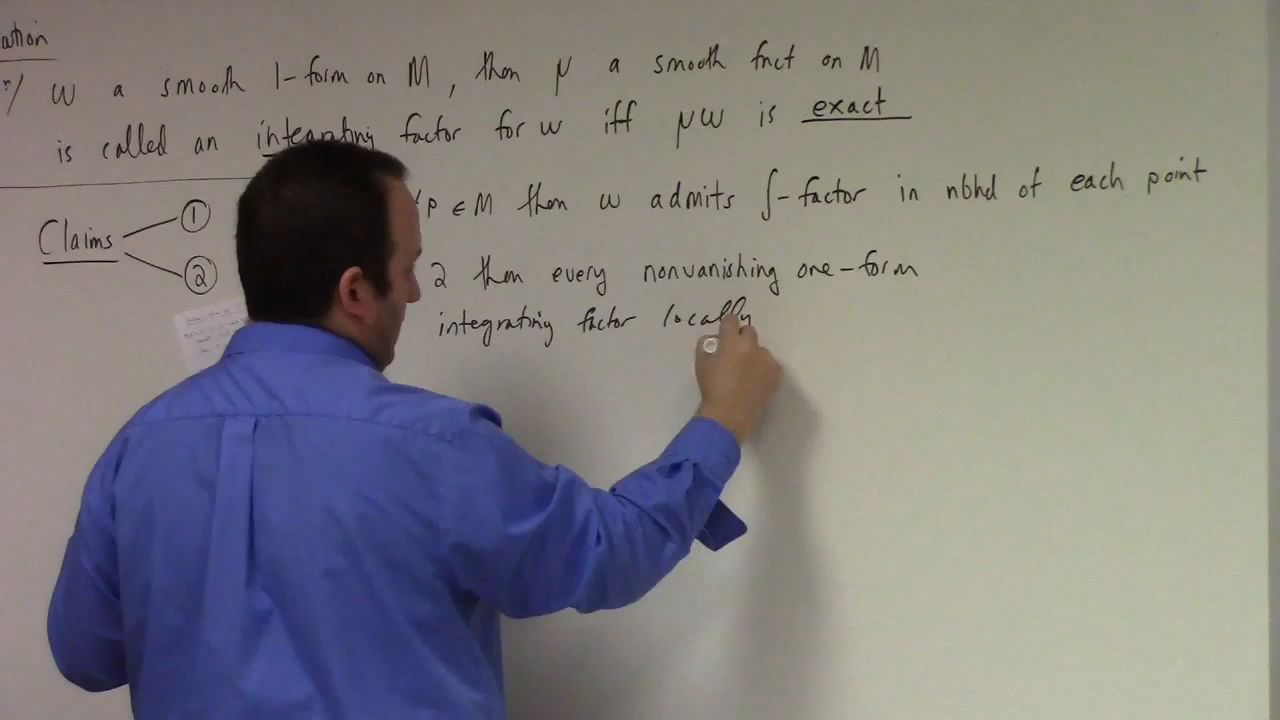 ation
ω a smooth 1-form on M, then μ a smooth fnct on M
is called an integrating factor for ω iff μω is exact
Claims
① p ∈ M then ω admits ∫-factor in nbhd of each point
② 2 then every nonvanishing one-form
integrating factor locally